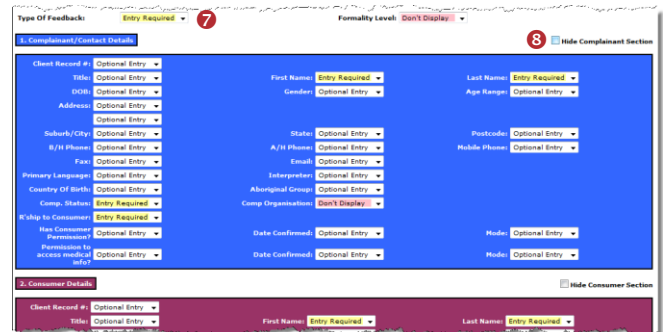 Type Of Feedback: Entry Required 7 Formality Level: Don't Display
1. Complainant/Contact Details 8 Hide Complainant Section
Client Record #: Optional Entry
Title: Optional Entry First Name: Entry Required Last Name: Entry Required
DOB: Optional Entry Gender: Optional Entry Age Range: Optional Entry
Address: Optional Entry
Optional Entry
Suburb/City: Optional Entry State: Optional Entry Postcode: Optional Entry
B/H Phone: Optional Entry A/H Phone: Optional Entry Mobile Phone: Optional Entry
Fax: Optional Entry Email: Optional Entry
Primary Language: Optional Entry Interpreter: Optional Entry
Country Of Birth: Optional Entry Aboriginal Group: Optional Entry
Comp. Status: Entry Required Comp Organisation: Don't Display
R'ship to Consumer: Entry Required
Has Consumer Permission? Optional Entry Date Confirmed: Optional Entry Mode: Optional Entry
Permission to access medical info? Optional Entry Date Confirmed: Optional Entry Mode: Optional Entry
2. Consumer Details Hide Consumer Section
Client Record #: Optional Entry
Title: Optional Entry First Name: Entry Required Last Name: Entry Required